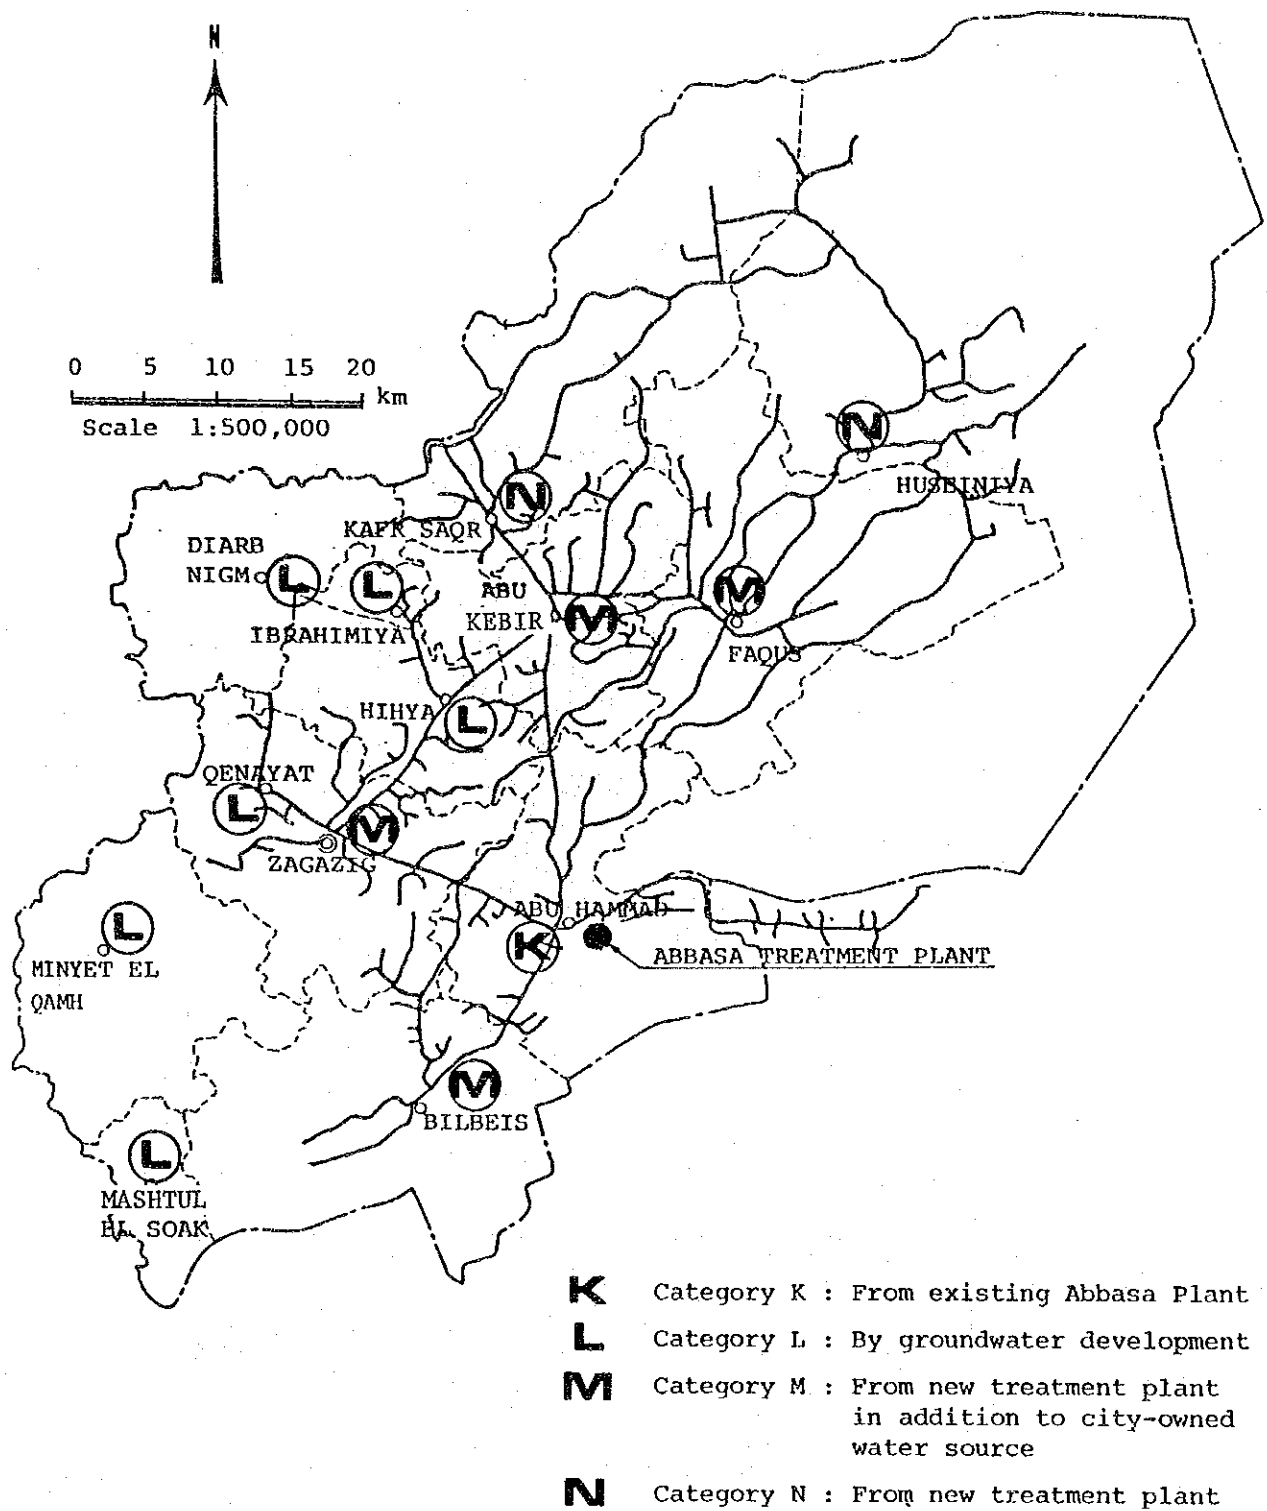 N
0 5 10 15 20 km
Scale 1:500,000
N
HUSEINIYA
N
KAFR SAQR
DIARB
NIGM
L
L
IBRAHIMIYA
ABU
KEBIR
M
M
FAQUS
HIHYA
L
QENAYAT
L
M
ZAGAZIG
ABU HAMMAD
K
ABBASA TREATMENT PLANT
L
MINYET EL
QAMH
M
BILBEIS
L
MASHTUL
EL SOAK
K Category K : From existing Abbasa Plant
L Category L : By groundwater development
M Category M : From new treatment plant
in addition to city-owned
water source
N Category N : From new treatment plant